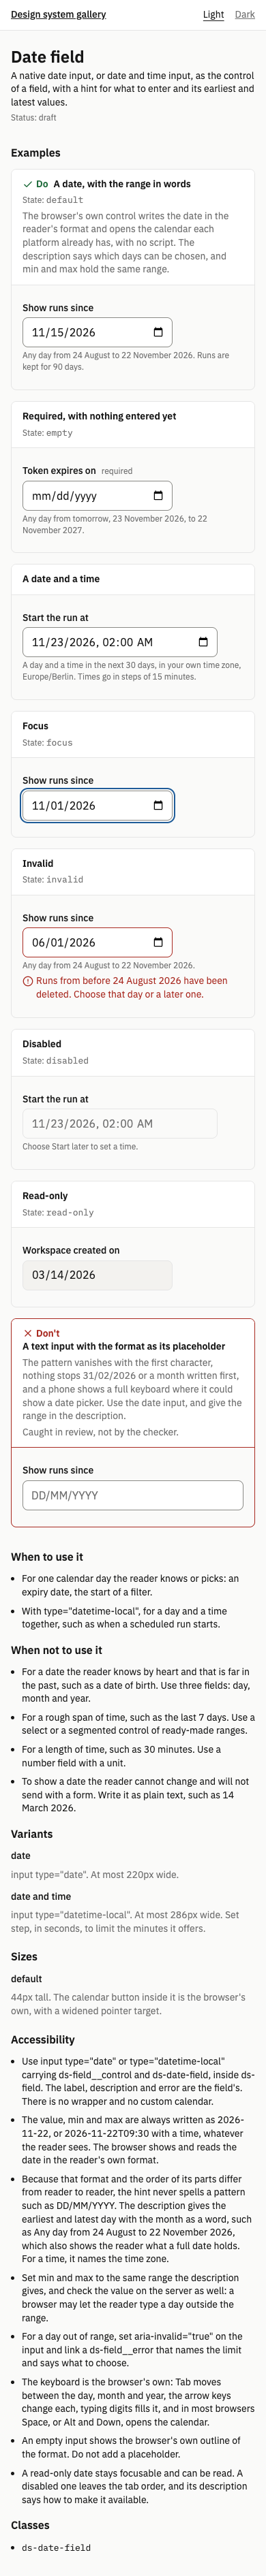 Design system gallery
Light Dark
Date field
A native date input, or date and time input, as the control
of a field, with a hint for what to enter and its earliest and
latest values.
Status: draft
Examples
Do A date, with the range in words
State: default
The browser's own control writes the date in the
reader's format and opens the calendar each
platform already has, with no script. The
description says which days can be chosen, and
min and max hold the same range.
Show runs since
11/15/2026
Any day from 24 August to 22 November 2026. Runs are
kept for 90 days.
Required, with nothing entered yet
State: empty
Token expires on required
mm/dd/yyyy
Any day from tomorrow, 23 November 2026, to 22
November 2027.
A date and a time
Start the run at
11/23/2026, 02:00 AM
A day and a time in the next 30 days, in your own time zone,
Europe/Berlin. Times go in steps of 15 minutes.
Focus
State: focus
Show runs since
11/01/2026
Invalid
State: invalid
Show runs since
06/01/2026
Any day from 24 August to 22 November 2026.
Runs from before 24 August 2026 have been
deleted. Choose that day or a later one.
Disabled
State: disabled
Start the run at
11/23/2026, 02:00 AM
Choose Start later to set a time.
Read-only
State: read-only
Workspace created on
03/14/2026
Don't
A text input with the format as its placeholder
The pattern vanishes with the first character,
nothing stops 31/02/2026 or a month written first,
and a phone shows a full keyboard where it could
show a date picker. Use the date input, and give the
range in the description.
Caught in review, not by the checker.
Show runs since
DD/MM/YYYY
When to use it
• For one calendar day the reader knows or picks: an
expiry date, the start of a filter.
• With type="datetime-local", for a day and a time
together, such as when a scheduled run starts.
When not to use it
• For a date the reader knows by heart and that is far in
the past, such as a date of birth. Use three fields: day,
month and year.
• For a rough span of time, such as the last 7 days. Use a
select or a segmented control of ready-made ranges.
• For a length of time, such as 30 minutes. Use a
number field with a unit.
• To show a date the reader cannot change and will not
send with a form. Write it as plain text, such as 14
March 2026.
Variants
date
input type="date". At most 220px wide.
date and time
input type="datetime-local". At most 286px wide. Set
step, in seconds, to limit the minutes it offers.
Sizes
default
44px tall. The calendar button inside it is the browser's
own, with a widened pointer target.
Accessibility
• Use input type="date" or type="datetime-local"
carrying ds-field__control and ds-date-field, inside ds-
field. The label, description and error are the field's.
There is no wrapper and no custom calendar.
• The value, min and max are always written as 2026-
11-22, or 2026-11-22T09:30 with a time, whatever
the reader sees. The browser shows and reads the
date in the reader's own format.
• Because that format and the order of its parts differ
from reader to reader, the hint never spells a pattern
such as DD/MM/YYYY. The description gives the
earliest and latest day with the month as a word, such
as Any day from 24 August to 22 November 2026,
which also shows the reader what a full date holds.
For a time, it names the time zone.
• Set min and max to the same range the description
gives, and check the value on the server as well: a
browser may let the reader type a day outside the
range.
• For a day out of range, set aria-invalid="true" on the
input and link a ds-field__error that names the limit
and says what to choose.
• The keyboard is the browser's own: Tab moves
between the day, month and year, the arrow keys
change each, typing digits fills it, and in most browsers
Space, or Alt and Down, opens the calendar.
• An empty input shows the browser's own outline of
the format. Do not add a placeholder.
• A read-only date stays focusable and can be read. A
disabled one leaves the tab order, and its description
says how to make it available.
Classes
• ds-date-field